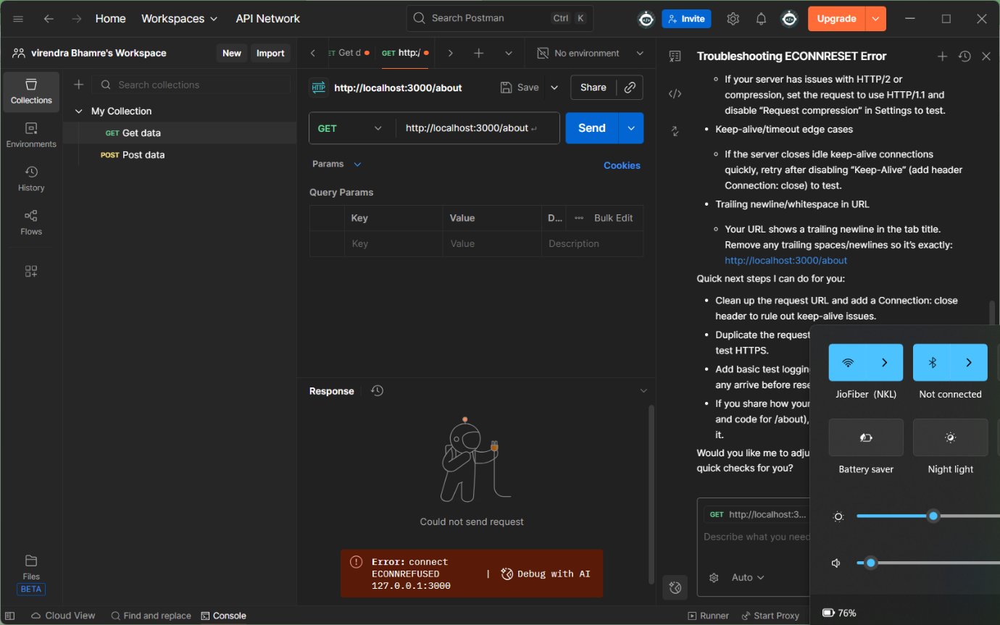 Home
Workspaces
API Network
Search Postman
Ctrl K
Invite
Upgrade
virendra Bhamre's Workspace
New
Import
Get d
GET http:/
No environment
Troubleshooting ECONNRESET Error
Collections
Environments
History
Flows
Files
BETA
Search collections
My Collection
GET Get data
POST Post data
HTTP
http://localhost:3000/about
Save
Share
GET
http://localhost:3000/about
Send
Params
Cookies
Query Params
Key Value D... Bulk Edit
Key Value Description
Response
Could not send request
Error: connect
ECONNREFUSED
127.0.0.1:3000
| Debug with AI
If your server has issues with HTTP/2 or
compression, set the request to use HTTP/1.1 and
disable “Request compression” in Settings to test.
Keep-alive/timeout edge cases
If the server closes idle keep-alive connections
quickly, retry after disabling “Keep-Alive” (add header
Connection: close) to test.
Trailing newline/whitespace in URL
Your URL shows a trailing newline in the tab title.
Remove any trailing spaces/newlines so it’s exactly:
http://localhost:3000/about
Quick next steps I can do for you:
Clean up the request URL and add a Connection: close
header to rule out keep-alive issues.
Duplicate the request
test HTTPS.
Add basic test logging
any arrive before rese
If you share how your
and code for /about),
it.
Would you like me to adju
quick checks for you?
GET http://localhost:3...
Describe what you need
Auto
JioFiber (NKL)
Not connected
Battery saver
Night light
76%
Cloud View
Find and replace
Console
Runner
Start Proxy